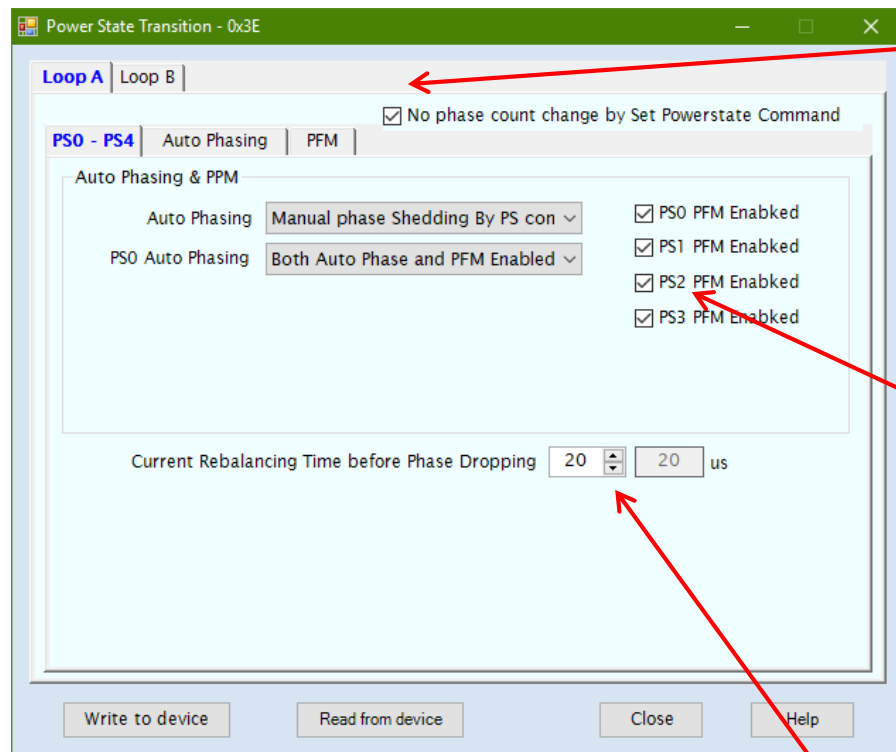 Power State Transition - 0x3E
Loop A Loop B
No phase count change by Set Powerstate Command
PS0 - PS4 Auto Phasing PFM
Auto Phasing & PPM
Auto Phasing Manual phase Shedding By PS con
PS0 PFM Enabked
PS0 Auto Phasing Both Auto Phase and PFM Enabled
PS1 PFM Enabked
PS2 PFM Enabked
PS3 PFM Enabked
Current Rebalancing Time before Phase Dropping 20 20 us
Write to device Read from device Close Help